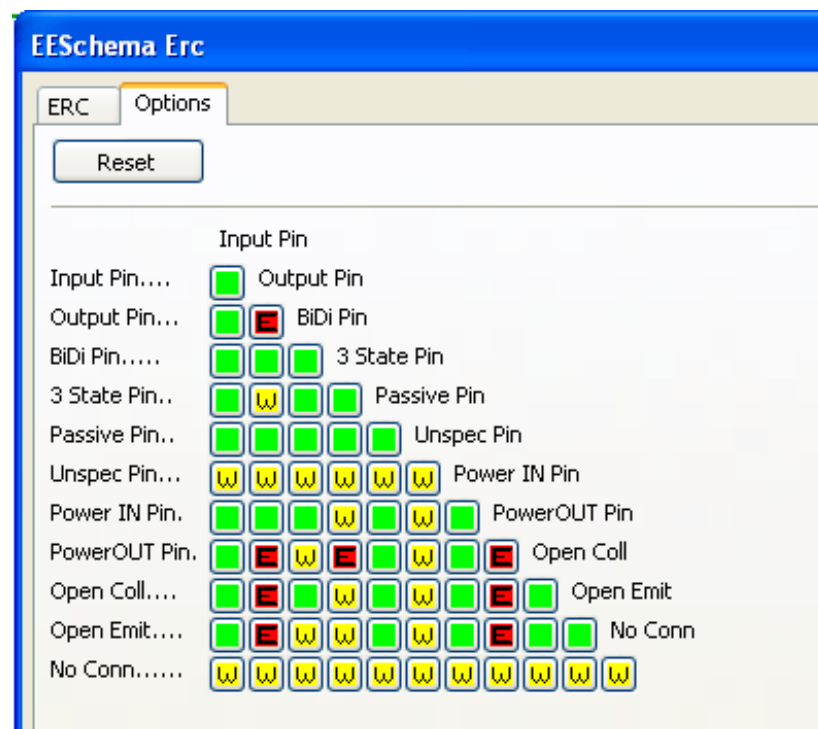 EESchema Erc
ERC Options
Reset
Input Pin
Input Pin.... Output Pin
Output Pin... E BiDi Pin
BiDi Pin..... 3 State Pin
3 State Pin.. W Passive Pin
Passive Pin.. Unspec Pin
Unspec Pin... W W W W W W Power IN Pin
Power IN Pin. W W PowerOUT Pin
PowerOUT Pin. E W E W E Open Coll
Open Coll.... E W W E Open Emit
Open Emit.... E W W W E No Conn
No Conn...... W W W W W W W W W W W